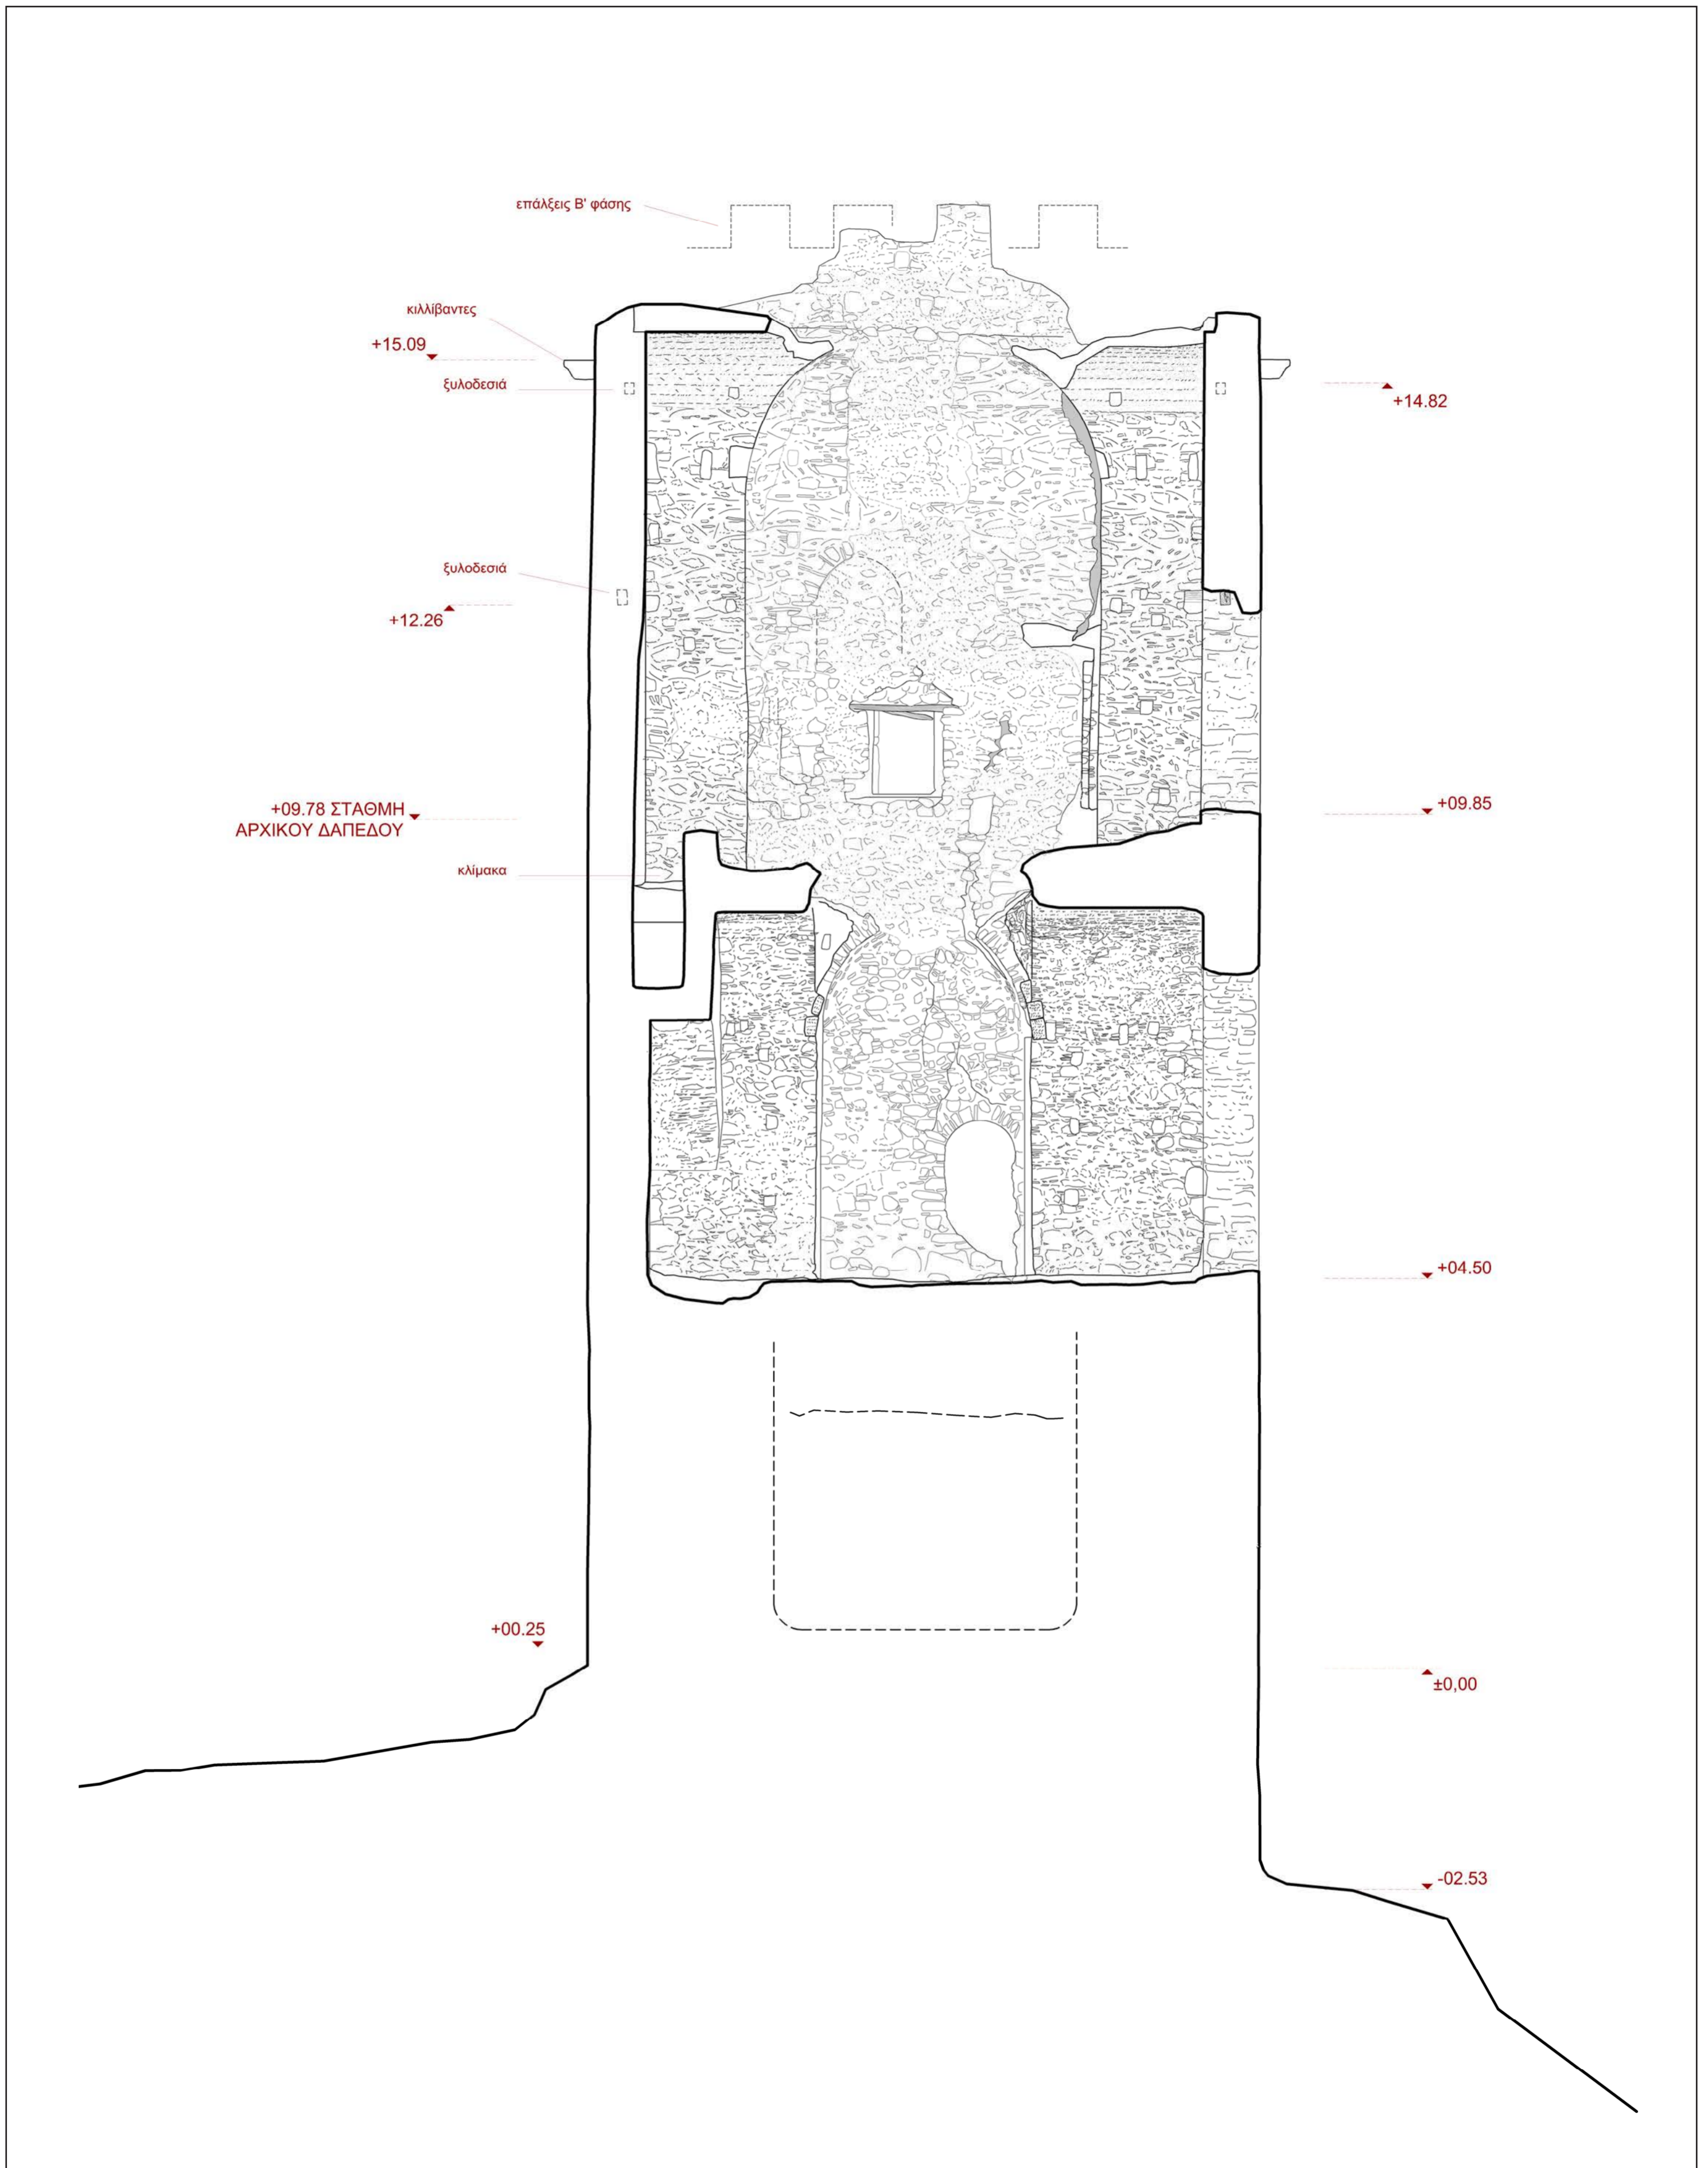 επάλξεις Β' φάσης
κιλλίβαντες
+15.09
ξυλοδεσιά
+14.82
ξυλοδεσιά
+12.26
+09.78 ΣΤΑΘΜΗ
ΑΡΧΙΚΟΥ ΔΑΠΕΔΟΥ
+09.85
κλίμακα
+04.50
+00.25
±0,00
-02.53